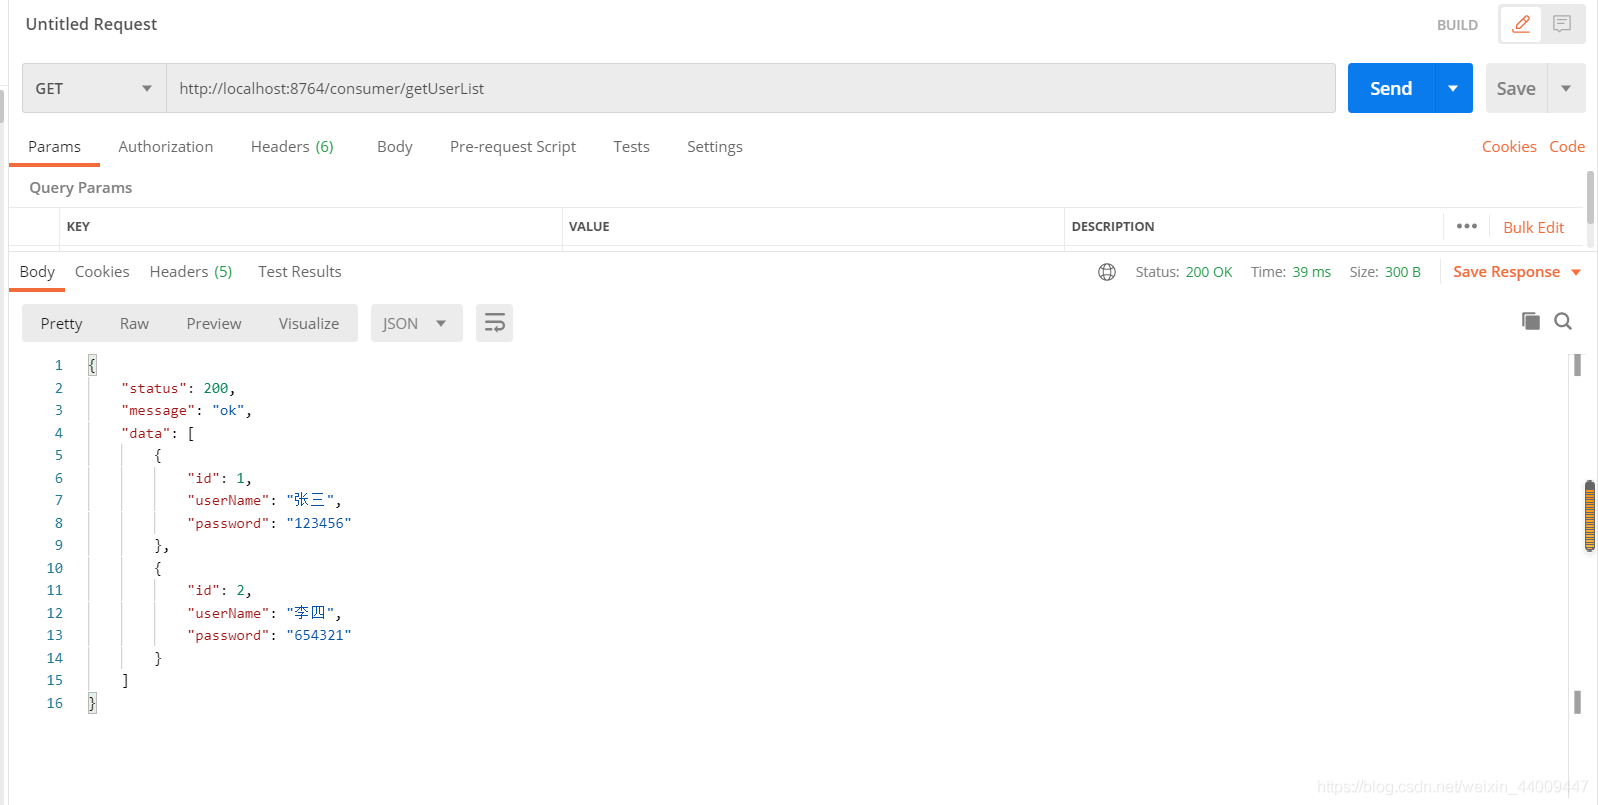 Untitled Request
BUILD
GET
http://localhost:8764/consumer/getUserList
Send
Save
Params Authorization Headers (6) Body Pre-request Script Tests Settings Cookies Code
Query Params
KEY VALUE DESCRIPTION ••• Bulk Edit
Body Cookies Headers (5) Test Results Status: 200 OK Time: 39 ms Size: 300 B Save Response
Pretty Raw Preview Visualize JSON
1 {
2 "status": 200,
3 "message": "ok",
4 "data": [
5 {
6 "id": 1,
7 "userName": "张三",
8 "password": "123456"
9 },
10 {
11 "id": 2,
12 "userName": "李四",
13 "password": "654321"
14 }
15 ]
16 }
https://blog.csdn.net/weixin_44009447